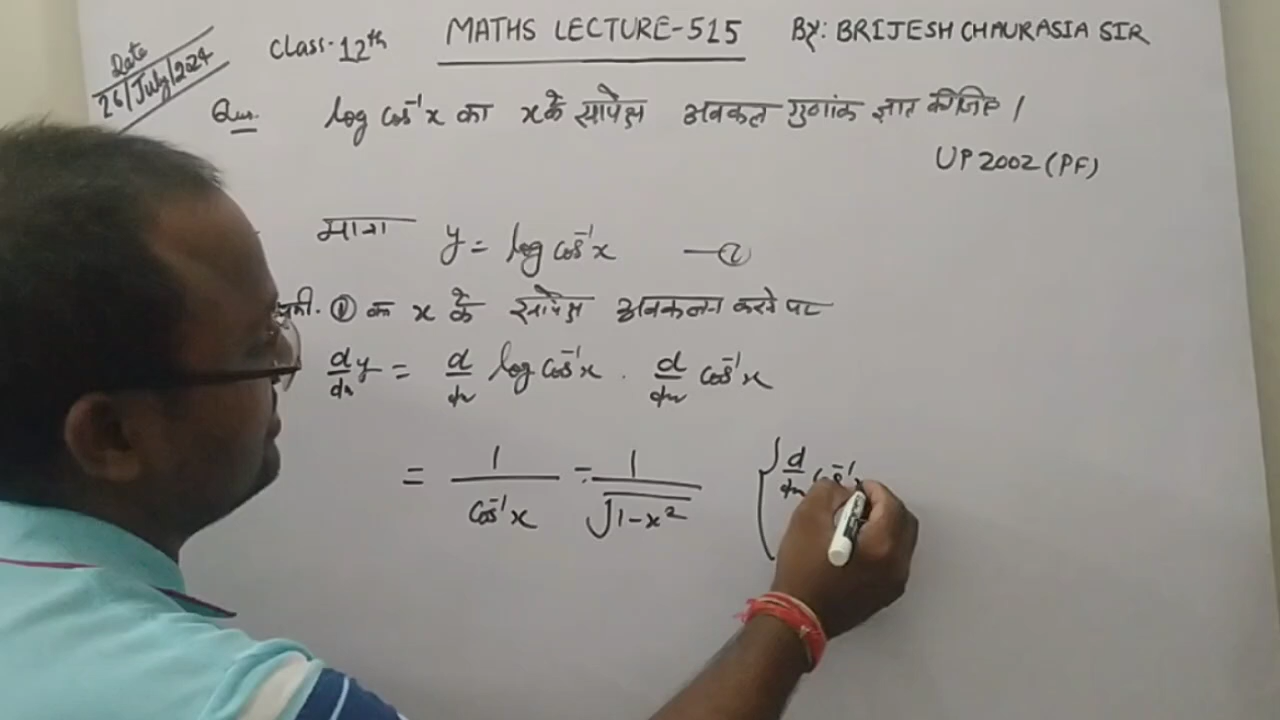 Date
26/July/2024
Class-12th
MATHS LECTURE-515
BY: BRIJESH CHAURASIA SIR
Que. log cos⁻¹x का x के सापेक्ष अवकल गुणांक ज्ञात कीजिए।
UP 2002 (PF)
माना y = log cos⁻¹x —①
समी. ① का x के सापेक्ष अवकलन करने पर
d/dx y = d/dx log cos⁻¹x . d/dx cos⁻¹x
= 1/cos⁻¹x · -1/√1-x² { d/dx cos⁻¹x